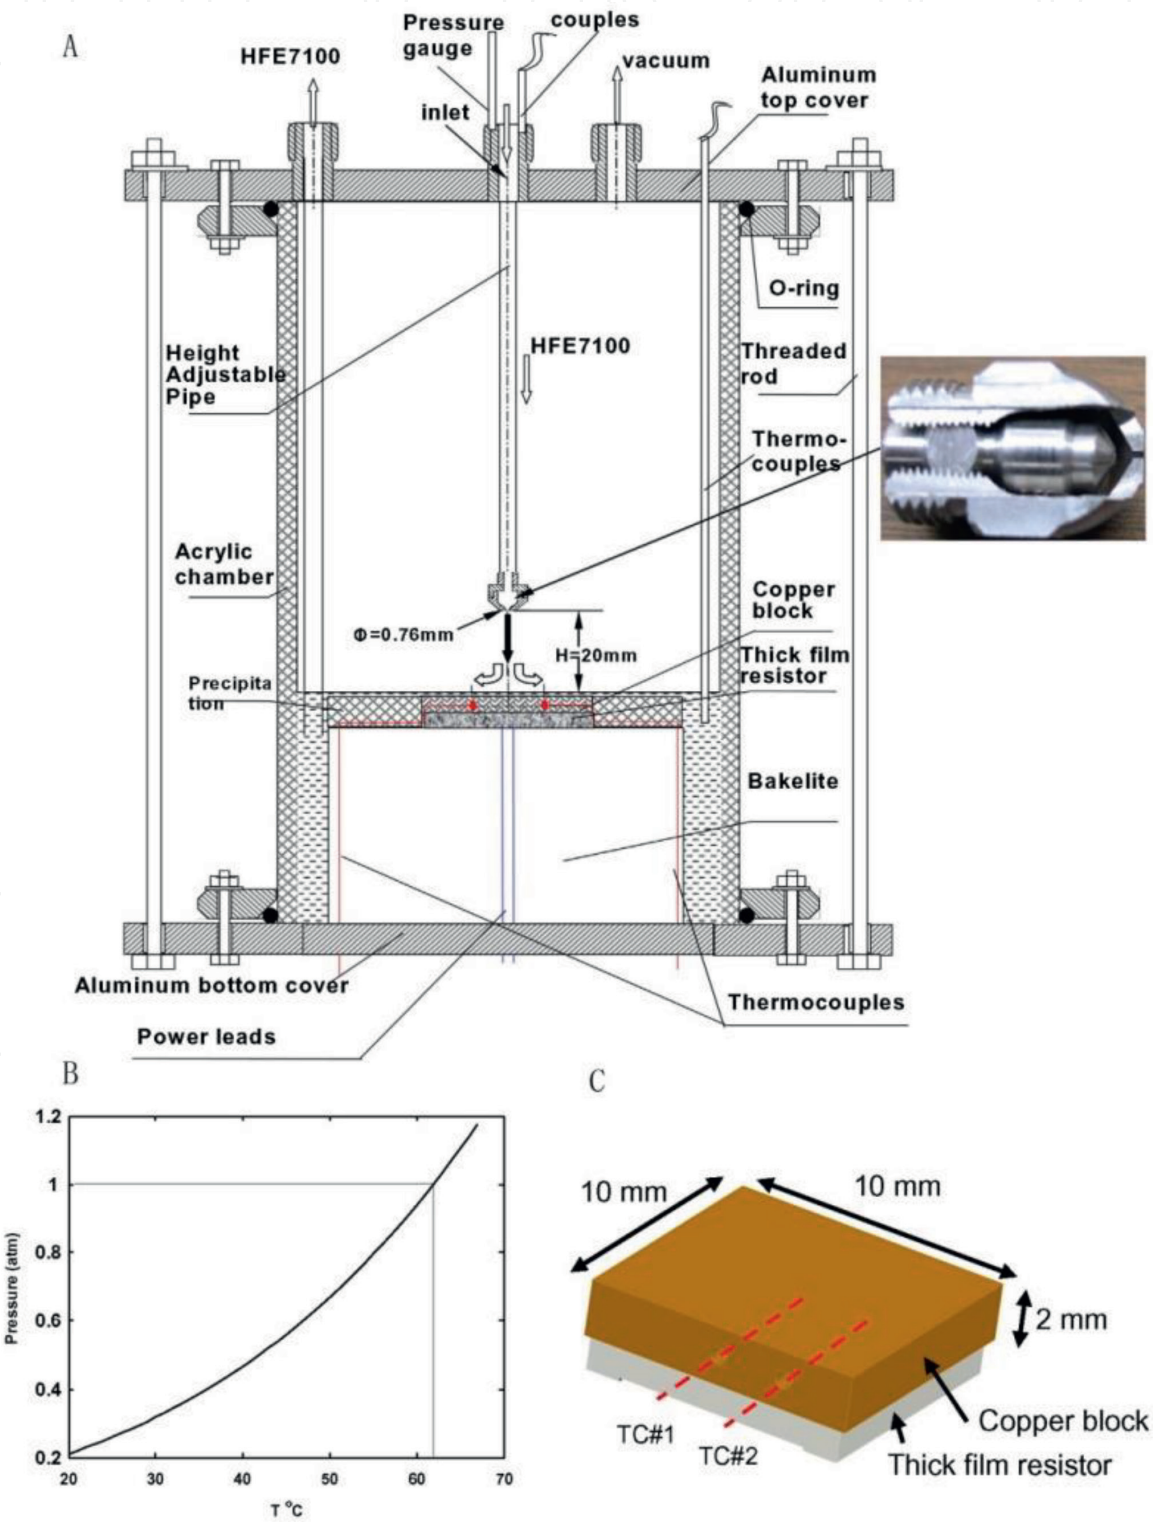 A
Pressure
gauge
couples
HFE7100
vacuum
Aluminum
top cover
inlet
O-ring
HFE7100
Height
Adjustable
Pipe
Threaded
rod
Thermo-
couples
Acrylic
chamber
Copper
block
Φ=0.76mm
H=20mm
Thick film
resistor
Precipita
tion
Bakelite
Aluminum bottom cover
Thermocouples
Power leads
B
C
1.2
1
0.8
0.6
0.4
0.2
Pressure (atm)
20 30 40 50 60 70
T °C
10 mm
10 mm
2 mm
TC#1
TC#2
Copper block
Thick film resistor